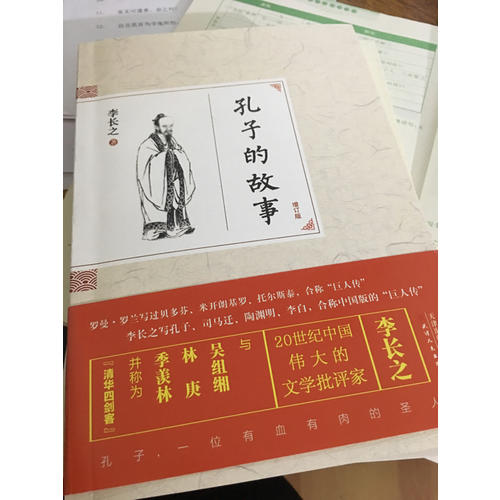 孔子的故事
增订版
李长之 著
罗曼·罗兰写过贝多芬、米开朗基罗、托尔斯泰，合称“巨人传”
李长之写孔子、司马迁、陶渊明、李白，合称中国版的“巨人传”
李长之
20世纪中国
伟大的
文学批评家
与
吴组缃
林庚
季羡林
并称为
『清华四剑客』
孔子，一位有血有肉的圣人